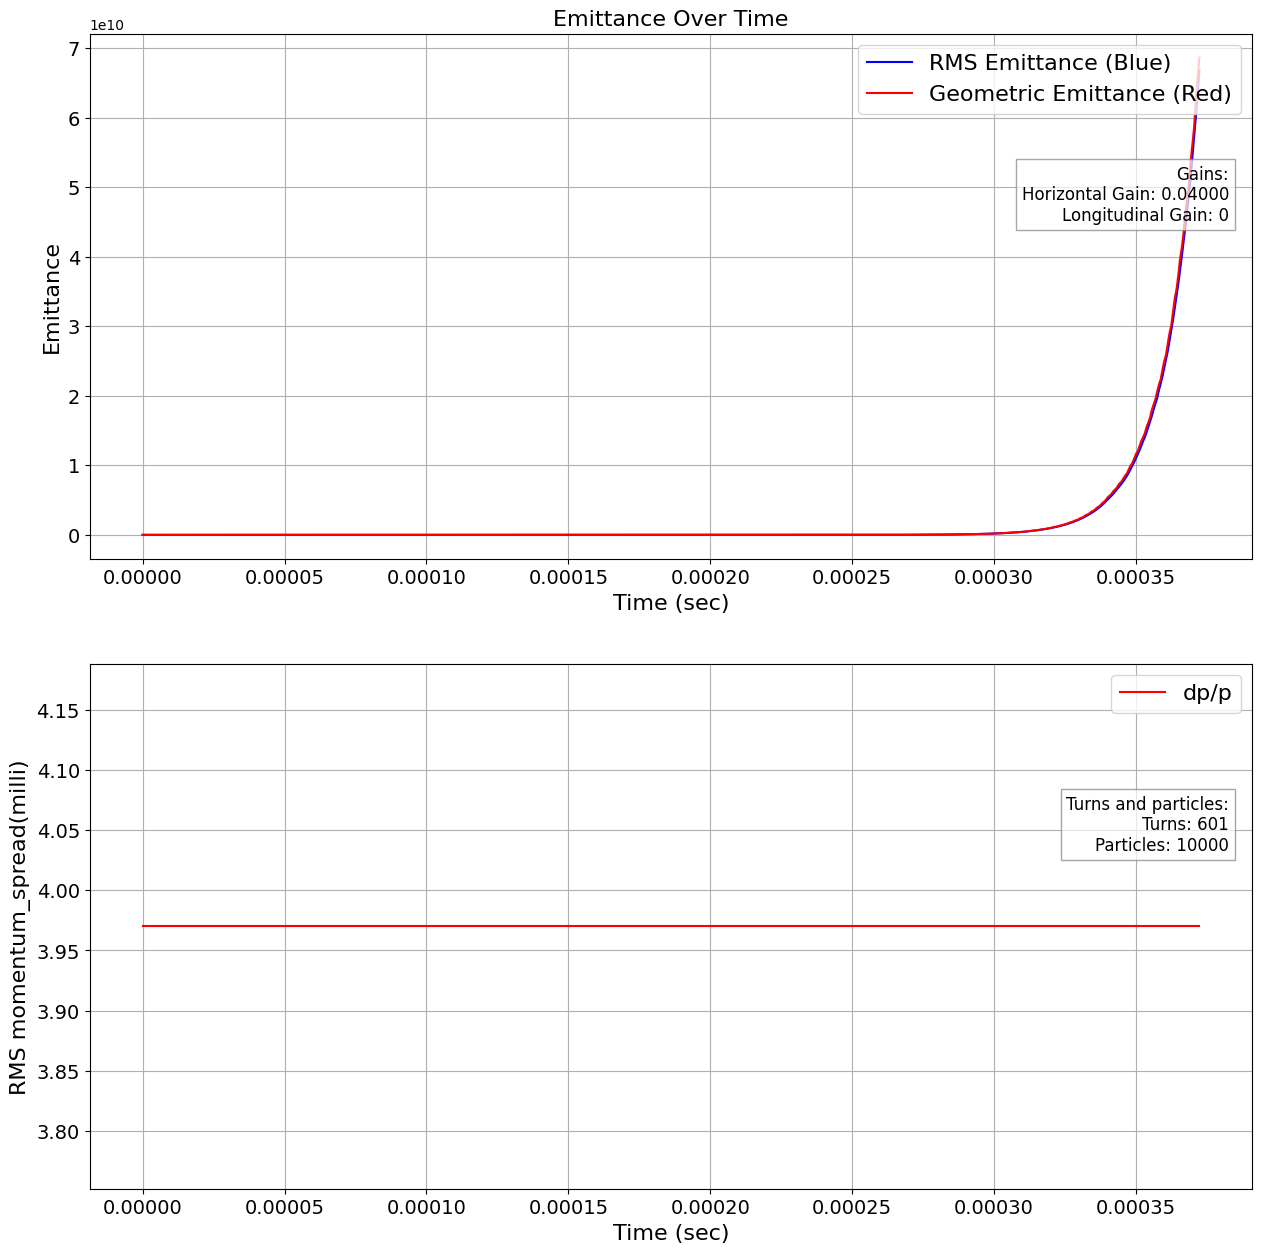 Emittance Over Time
1e10
7
6
5
4
3
2
1
0
Emittance
RMS Emittance (Blue)
Geometric Emittance (Red)
Gains:
Horizontal Gain: 0.04000
Longitudinal Gain: 0
0.00000 0.00005 0.00010 0.00015 0.00020 0.00025 0.00030 0.00035
Time (sec)
4.15
4.10
4.05
4.00
3.95
3.90
3.85
3.80
RMS momentum_spread(milli)
dp/p
Turns and particles:
Turns: 601
Particles: 10000
0.00000 0.00005 0.00010 0.00015 0.00020 0.00025 0.00030 0.00035
Time (sec)